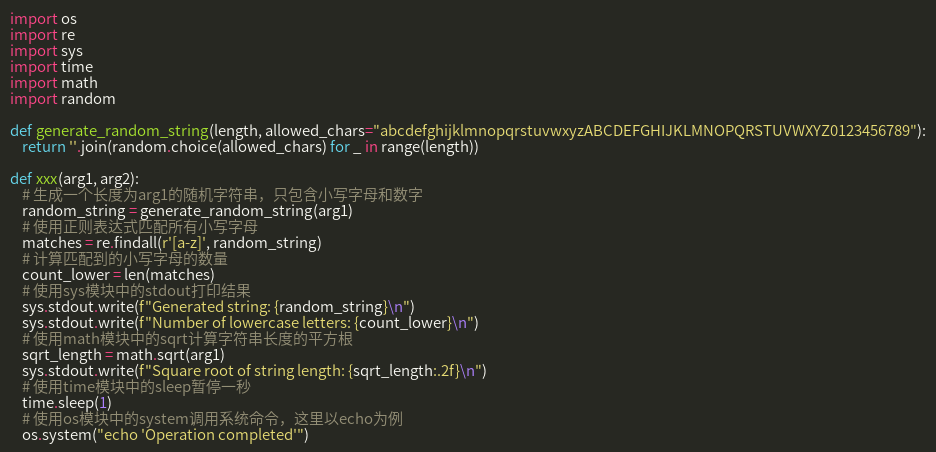 import os
import re
import sys
import time
import math
import random
def generate_random_string(length, allowed_chars="abcdefghijklmnopqrstuvwxyzABCDEFGHIJKLMNOPQRSTUVWXYZ0123456789"):
return ''.join(random.choice(allowed_chars) for _ in range(length))
def xxx(arg1, arg2):
# 生成一个长度为arg1的随机字符串，只包含小写字母和数字
random_string = generate_random_string(arg1)
# 使用正则表达式匹配所有小写字母
matches = re.findall(r'[a-z]', random_string)
# 计算匹配到的小写字母的数量
count_lower = len(matches)
# 使用sys模块中的stdout打印结果
sys.stdout.write(f"Generated string: {random_string}\n")
sys.stdout.write(f"Number of lowercase letters: {count_lower}\n")
# 使用math模块中的sqrt计算字符串长度的平方根
sqrt_length = math.sqrt(arg1)
sys.stdout.write(f"Square root of string length: {sqrt_length:.2f}\n")
# 使用time模块中的sleep暂停一秒
time.sleep(1)
# 使用os模块中的system调用系统命令，这里以echo为例
os.system("echo 'Operation completed'")